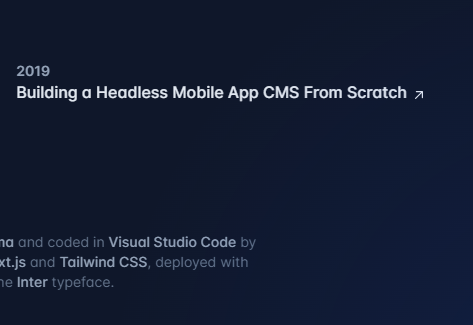 2019
Building a Headless Mobile App CMS From Scratch
and coded in Visual Studio Code by
and Tailwind CSS, deployed with
Inter typeface.